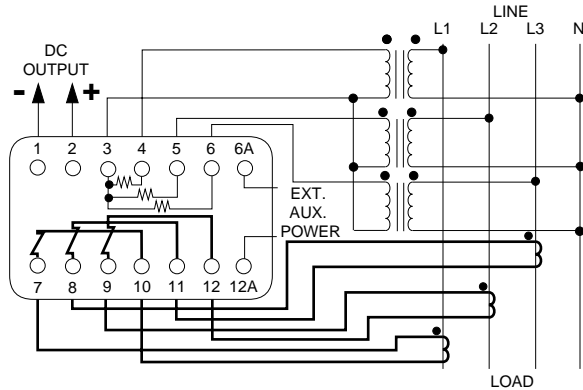 LINE
L1 L2 L3 N
DC
OUTPUT
- +
1 2 3 4 5 6 6A
EXT.
AUX.
POWER
7 8 9 10 11 12 12A
LOAD